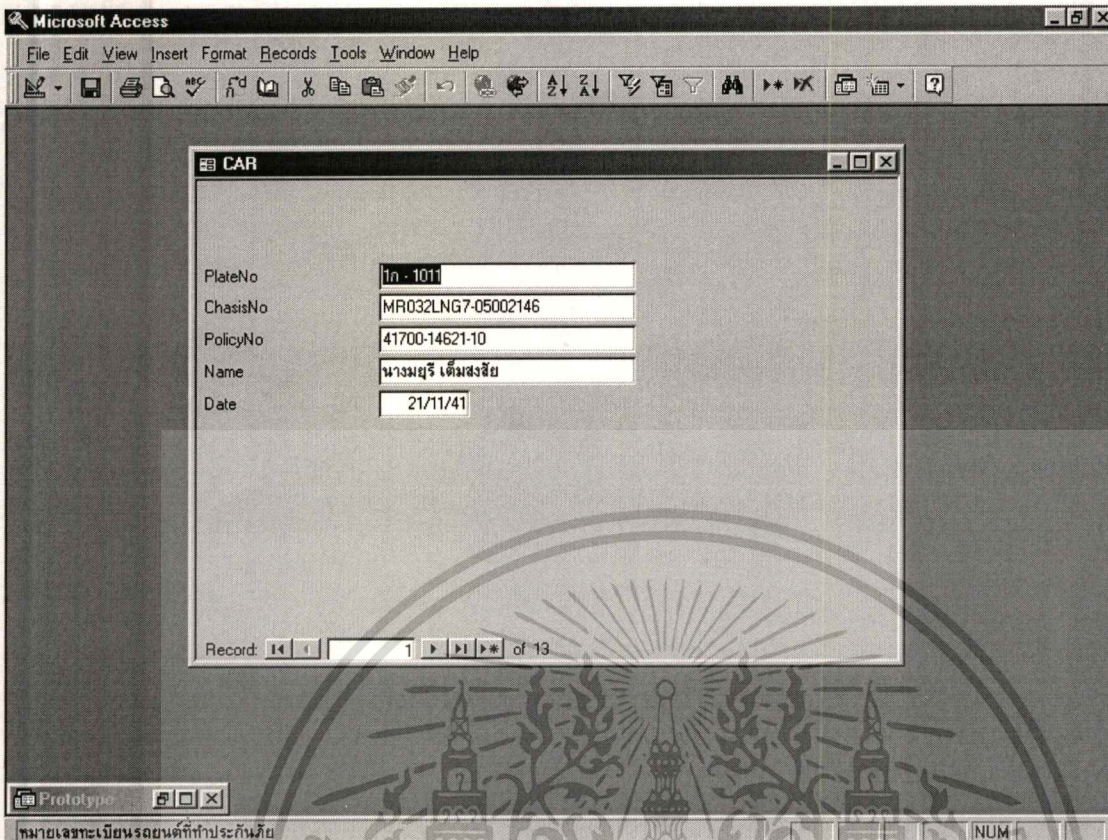 Microsoft Access
File Edit View Insert Format Records Tools Window Help
CAR
PlateNo 1ก - 1011
ChasisNo MR032LNG7-05002146
PolicyNo 41700-14621-10
Name นางมยุรี เต็มสงสัย
Date 21/11/41
Record: 1 of 13
Prototype
หมายเลขทะเบียนรถยนต์ที่ทำประกันภัย NUM